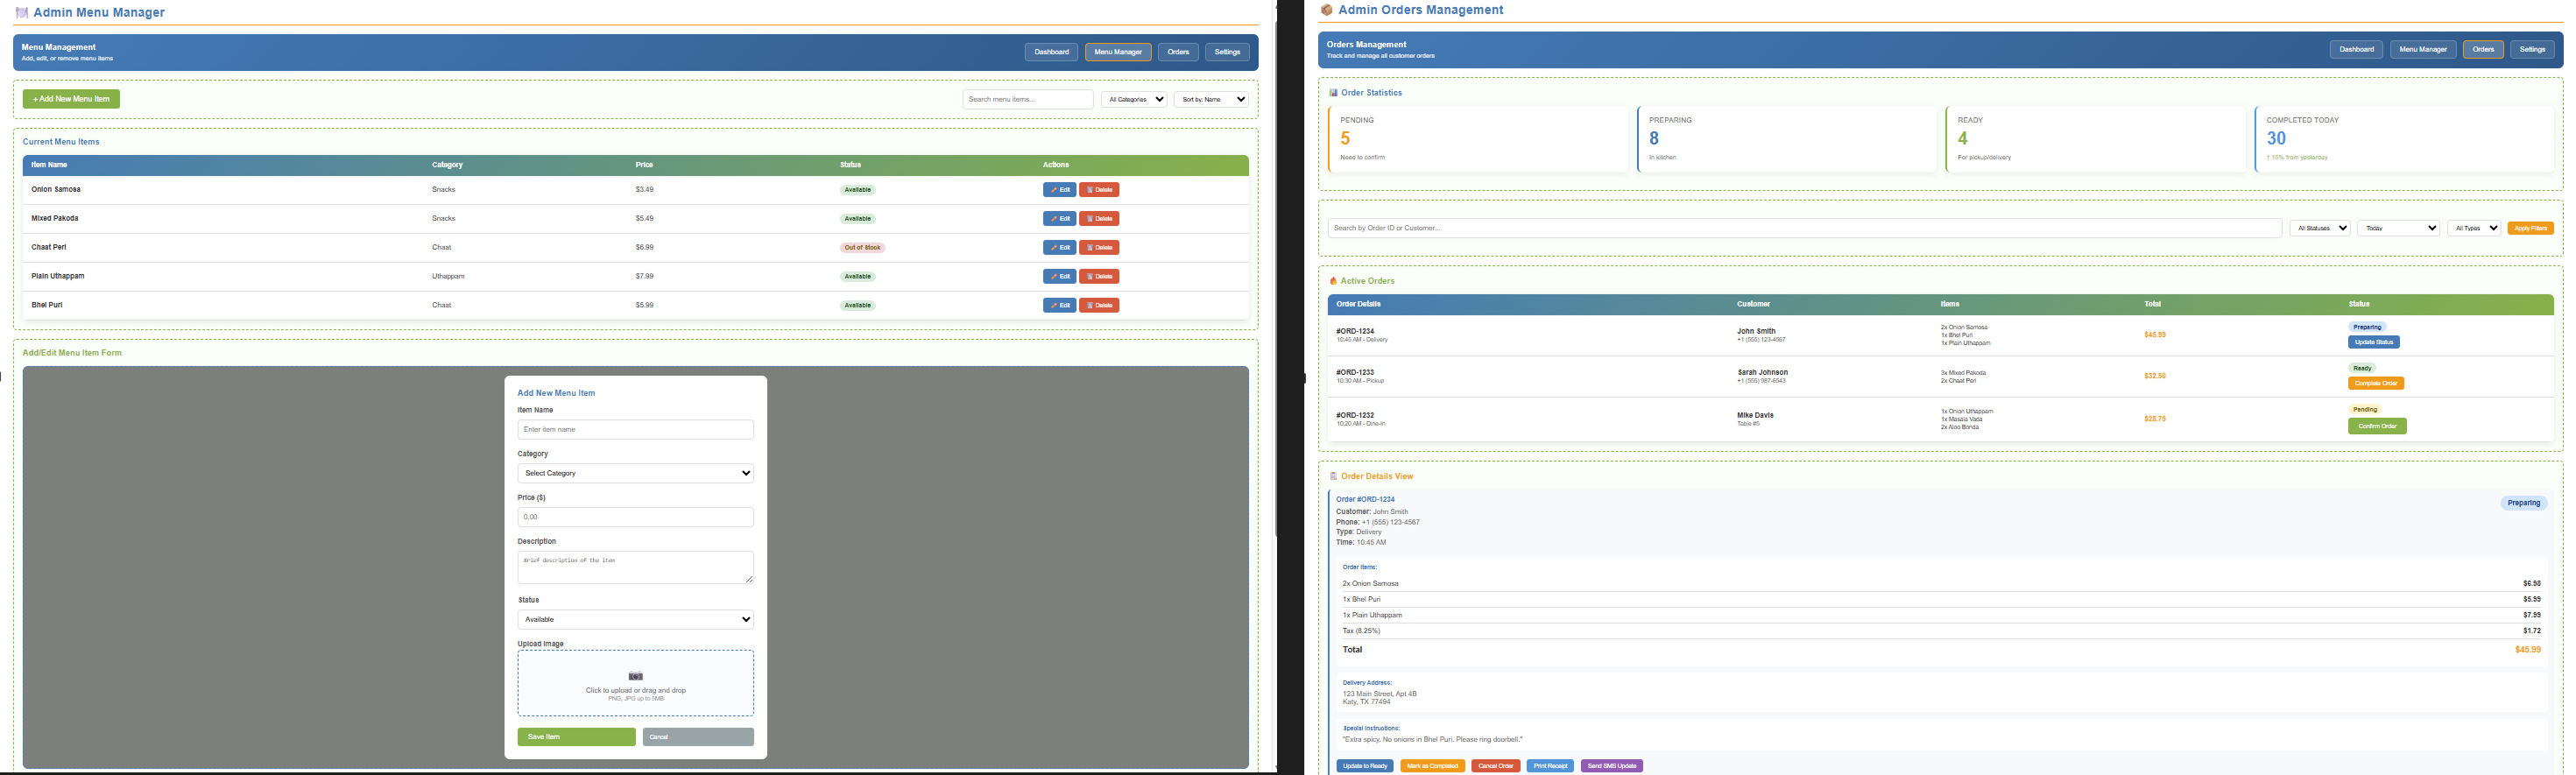 Admin Menu Manager
Menu Management
Add, edit, or remove menu items
Dashboard
Menu Manager
Orders
Settings
+ Add New Menu Item
Search menu items...
All Categories
Sort by: Name
Current Menu Items
Item Name Category Price Status Actions
Onion Samosa Snacks $3.49 Available Edit Delete
Mixed Pakoda Snacks $5.49 Available Edit Delete
Chaat Peri Chaat $6.99 Out of Stock Edit Delete
Plain Uthappam Uthappam $7.99 Available Edit Delete
Bhel Puri Chaat $5.99 Available Edit Delete
Add/Edit Menu Item Form
Add New Menu Item
Item Name
Enter item name
Category
Select Category
Price ($)
0.00
Description
Brief description of the item
Status
Available
Upload Image
Click to upload or drag and drop
PNG, JPG up to 5MB
Save Item
Cancel
Admin Orders Management
Orders Management
Track and manage all customer orders
Dashboard
Menu Manager
Orders
Settings
Order Statistics
PENDING
5
Need to confirm
PREPARING
8
In kitchen
READY
4
For pickup/delivery
COMPLETED TODAY
30
↑ 15% from yesterday
Search by Order ID or Customer...
All Statuses
Today
All Types
Apply Filters
Active Orders
Order Details Customer Items Total Status
#ORD-1234
10:45 AM - Delivery
John Smith
+1 (555) 123-4567
2x Onion Samosa
1x Bhel Puri
1x Plain Uthappam
$45.99
Preparing
Update Status
#ORD-1233
10:30 AM - Pickup
Sarah Johnson
+1 (555) 987-6543
3x Mixed Pakoda
2x Chaat Peri
$32.50
Ready
Complete Order
#ORD-1232
10:20 AM - Dine-in
Mike Davis
Table #5
1x Onion Uthappam
1x Masala Vada
2x Aloo Bonda
$28.75
Pending
Confirm Order
Order Details View
Order #ORD-1234
Preparing
Customer: John Smith
Phone: +1 (555) 123-4567
Type: Delivery
Time: 10:45 AM
Order Items:
2x Onion Samosa $6.98
1x Bhel Puri $5.99
1x Plain Uthappam $7.99
Tax (8.25%) $1.72
Total $45.99
Delivery Address:
123 Main Street, Apt 4B
Katy, TX 77494
Special Instructions:
"Extra spicy. No onions in Bhel Puri. Please ring doorbell."
Update to Ready
Mark as Completed
Cancel Order
Print Receipt
Send SMS Update